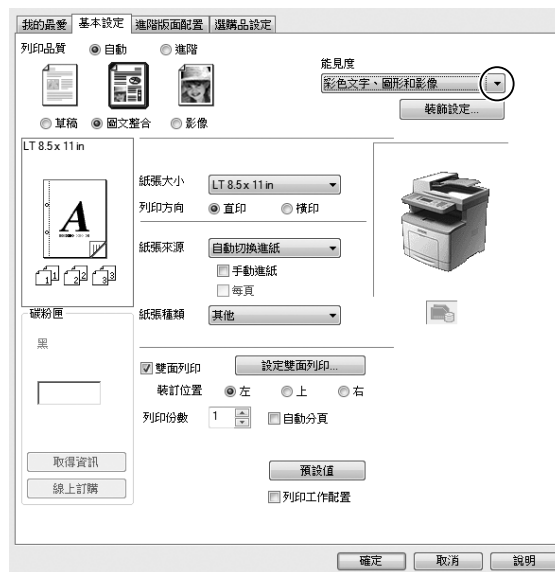 我的最愛 基本設定 進階版面配置 選購品設定
列印品質 自動 進階
能見度
彩色文字、圖形和影像
裝飾設定...
草稿 圖文整合 影像
LT 8.5 x 11 in
紙張大小 LT 8.5 x 11 in
列印方向 直印 橫印
A
紙張來源 自動切換進紙
1 1 2 2 3 3
手動進紙
每頁
碳粉匣
紙張種類 其他
黑
雙面列印 設定雙面列印...
裝訂位置 左 上 右
列印份數 1 自動分頁
取得資訊
預設值
線上訂購
列印工作配置
確定 取消 說明